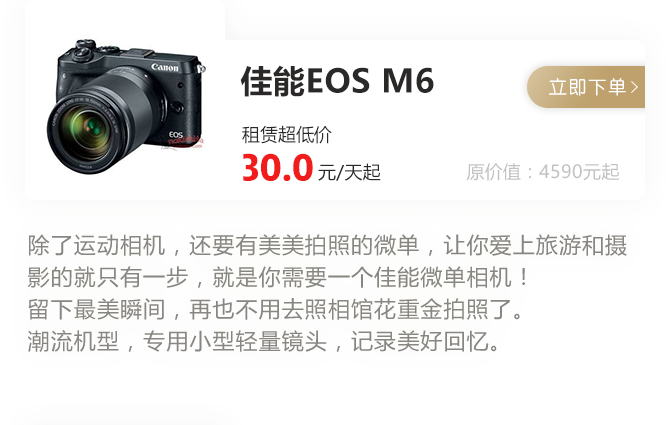 Canon
EOS
佳能EOS M6
立即下单>
租赁超低价
30.0元/天起
原价值：4590元起
除了运动相机，还要有美美拍照的微单，让你爱上旅游和摄
影的就只有一步，就是你需要一个佳能微单相机！
留下最美瞬间，再也不用去照相馆花重金拍照了。
潮流机型，专用小型轻量镜头，记录美好回忆。